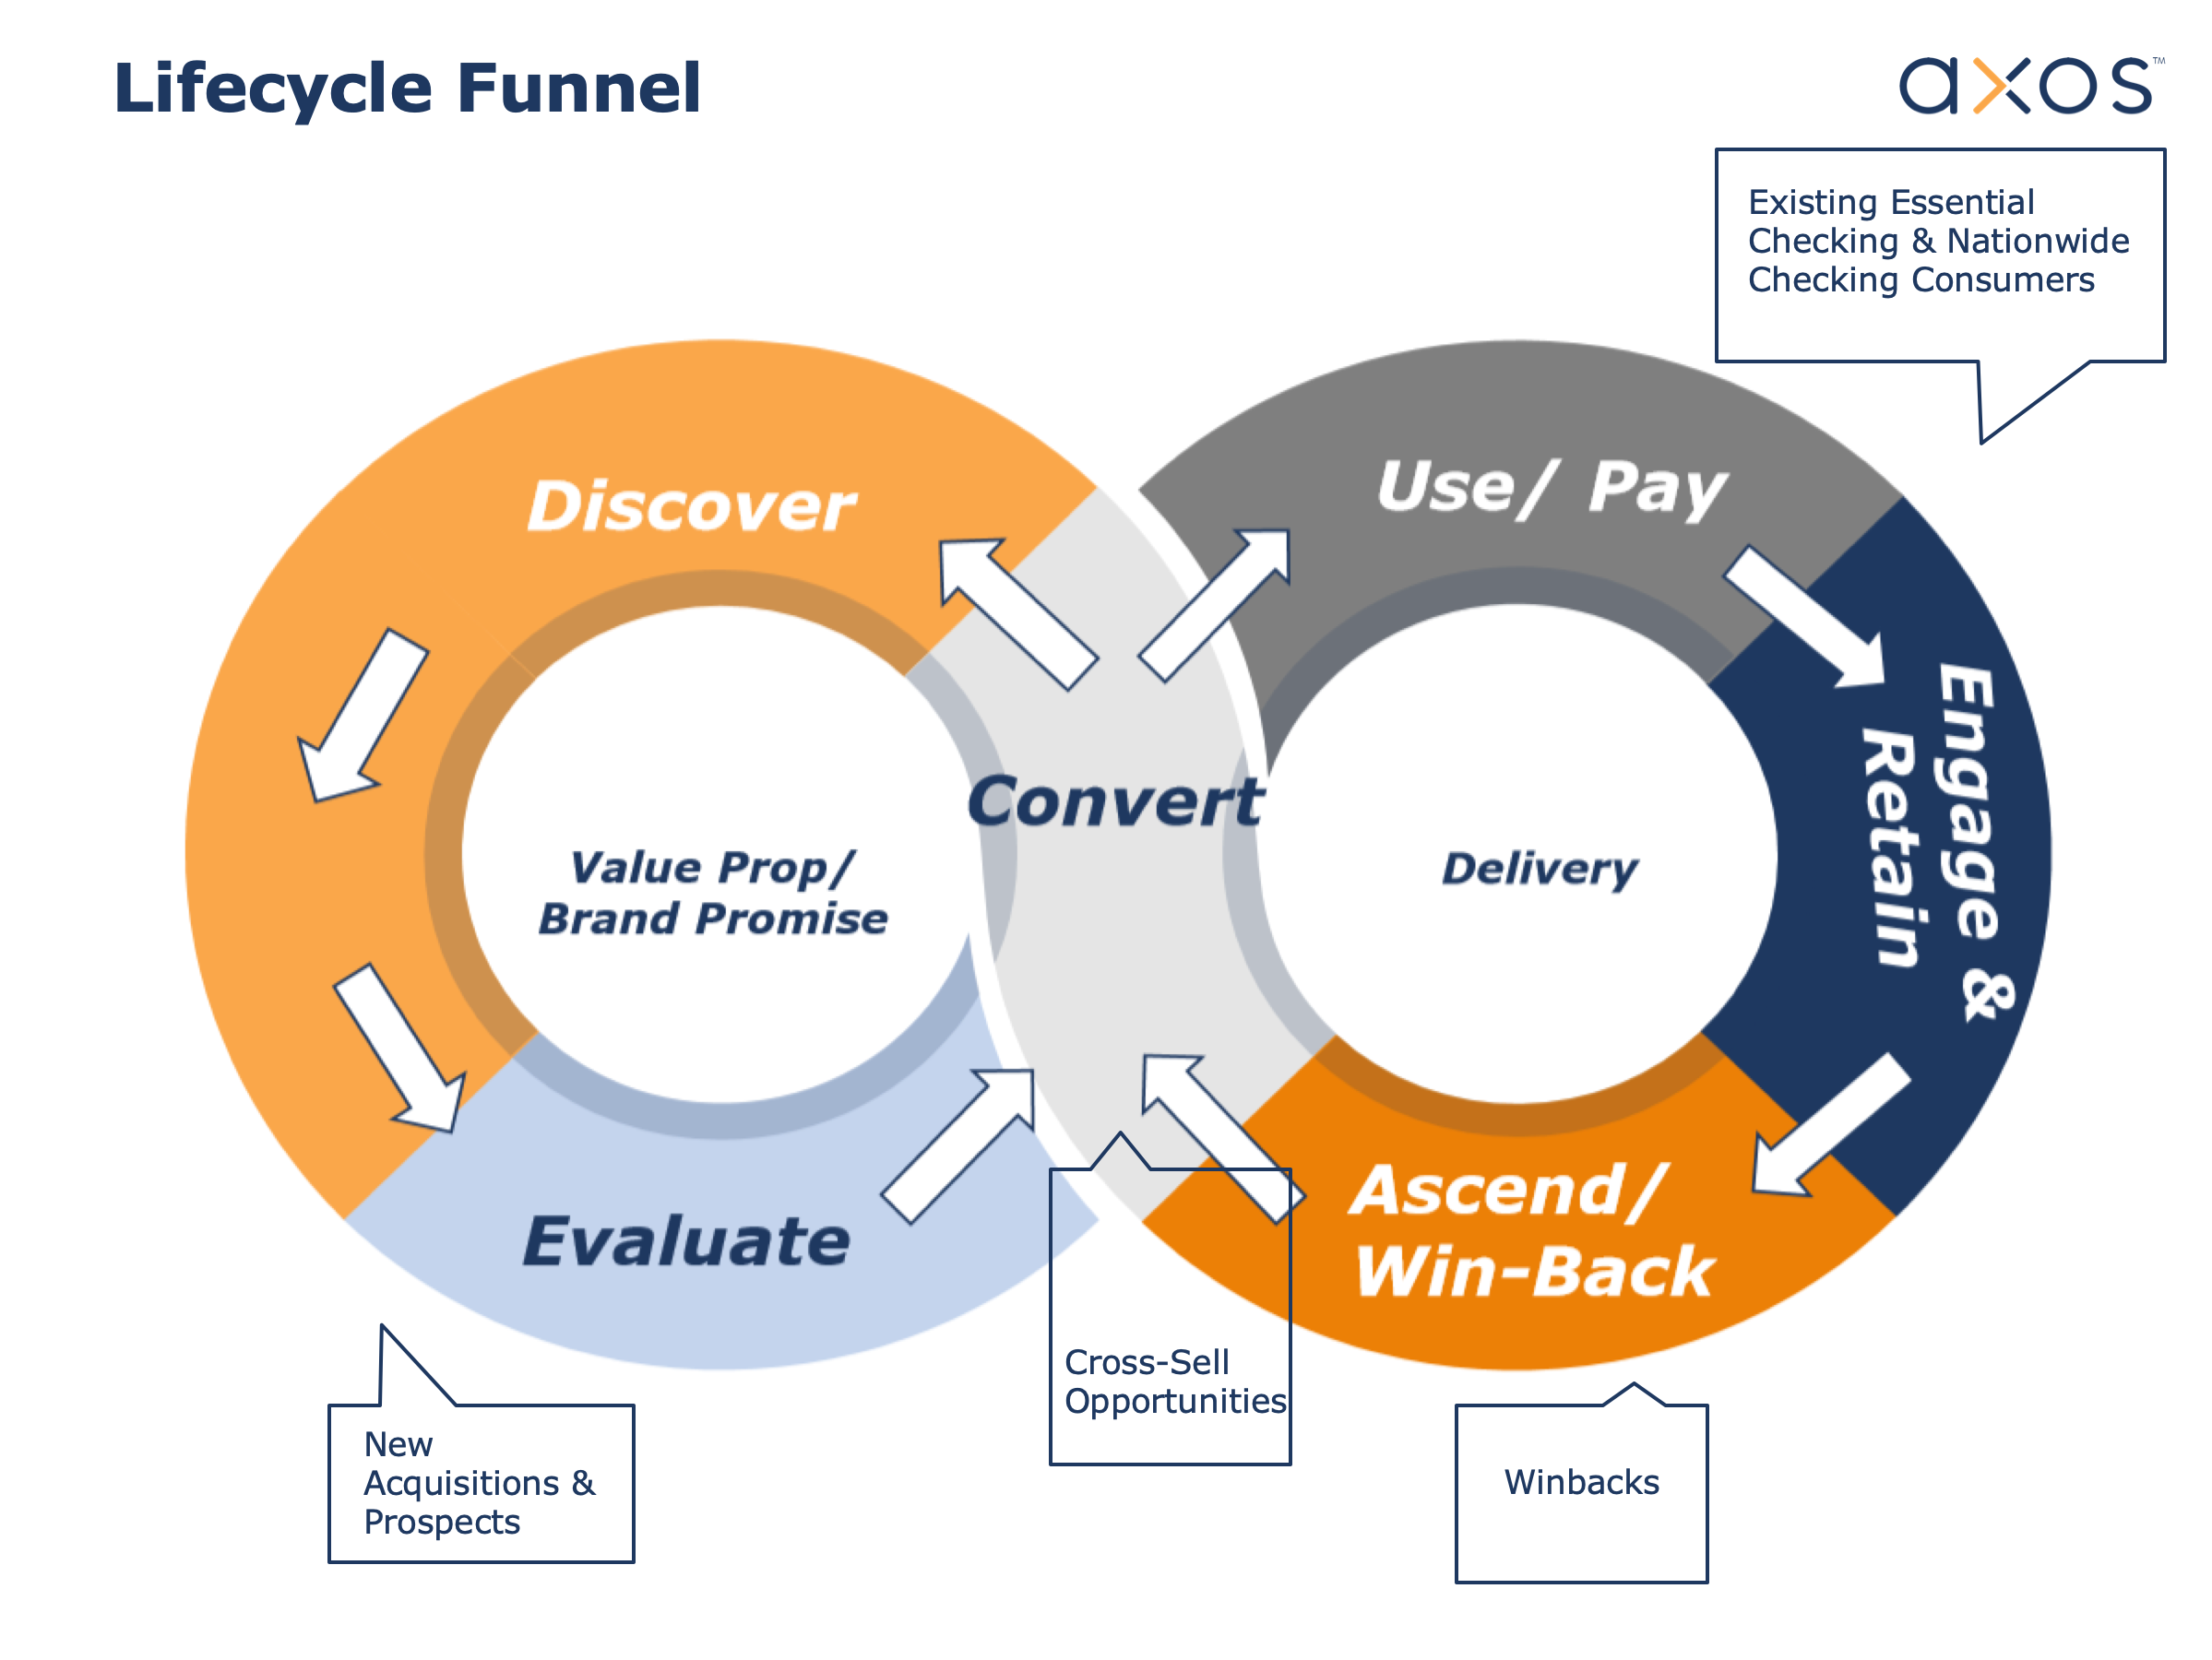 Lifecycle Funnel
axos™
Existing Essential
Checking & Nationwide
Checking Consumers
Discover
Use/ Pay
Engage &
Retain
Convert
Value Prop/
Brand Promise
Delivery
Evaluate
Ascend/
Win-Back
Cross-Sell
Opportunities
New
Acquisitions &
Prospects
Winbacks